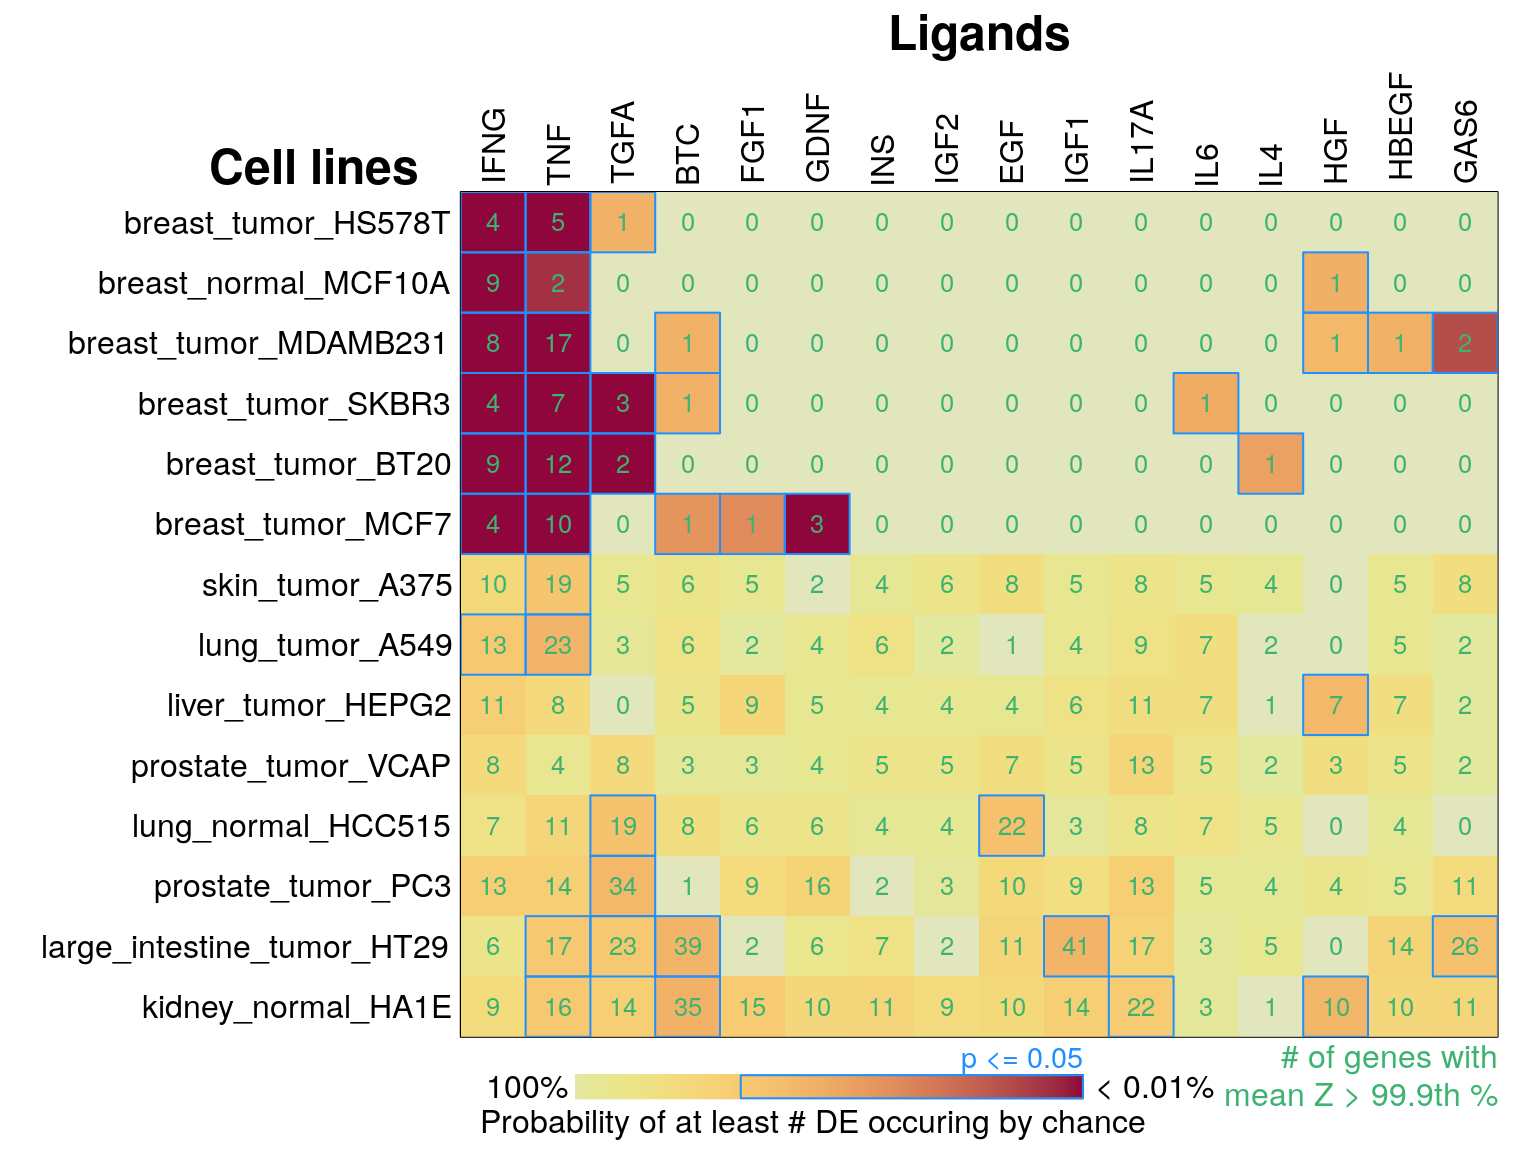 Ligands
Cell lines
IFNG TNF TGFA BTC FGF1 GDNF INS IGF2 EGF IGF1 IL17A IL6 IL4 HGF HBEGF GAS6
breast_tumor_HS578T 4 5 1 0 0 0 0 0 0 0 0 0 0 0 0 0
breast_normal_MCF10A 9 2 0 0 0 0 0 0 0 0 0 0 0 1 0 0
breast_tumor_MDAMB231 8 17 0 1 0 0 0 0 0 0 0 0 0 1 1 2
breast_tumor_SKBR3 4 7 3 1 0 0 0 0 0 0 0 1 0 0 0 0
breast_tumor_BT20 9 12 2 0 0 0 0 0 0 0 0 0 1 0 0 0
breast_tumor_MCF7 4 10 0 1 1 3 0 0 0 0 0 0 0 0 0 0
skin_tumor_A375 10 19 5 6 5 2 4 6 8 5 8 5 4 0 5 8
lung_tumor_A549 13 23 3 6 2 4 6 2 1 4 9 7 2 0 5 2
liver_tumor_HEPG2 11 8 0 5 9 5 4 4 4 6 11 7 1 7 7 2
prostate_tumor_VCAP 8 4 8 3 3 4 5 5 7 5 13 5 2 3 5 2
lung_normal_HCC515 7 11 19 8 6 6 4 4 22 3 8 7 5 0 4 0
prostate_tumor_PC3 13 14 34 1 9 16 2 3 10 9 13 5 4 4 5 11
large_intestine_tumor_HT29 6 17 23 39 2 6 7 2 11 41 17 3 5 0 14 26
kidney_normal_HA1E 9 16 14 35 15 10 11 9 10 14 22 3 1 10 10 11
p <= 0.05
100% < 0.01%
Probability of at least # DE occuring by chance
# of genes with
mean Z > 99.9th %